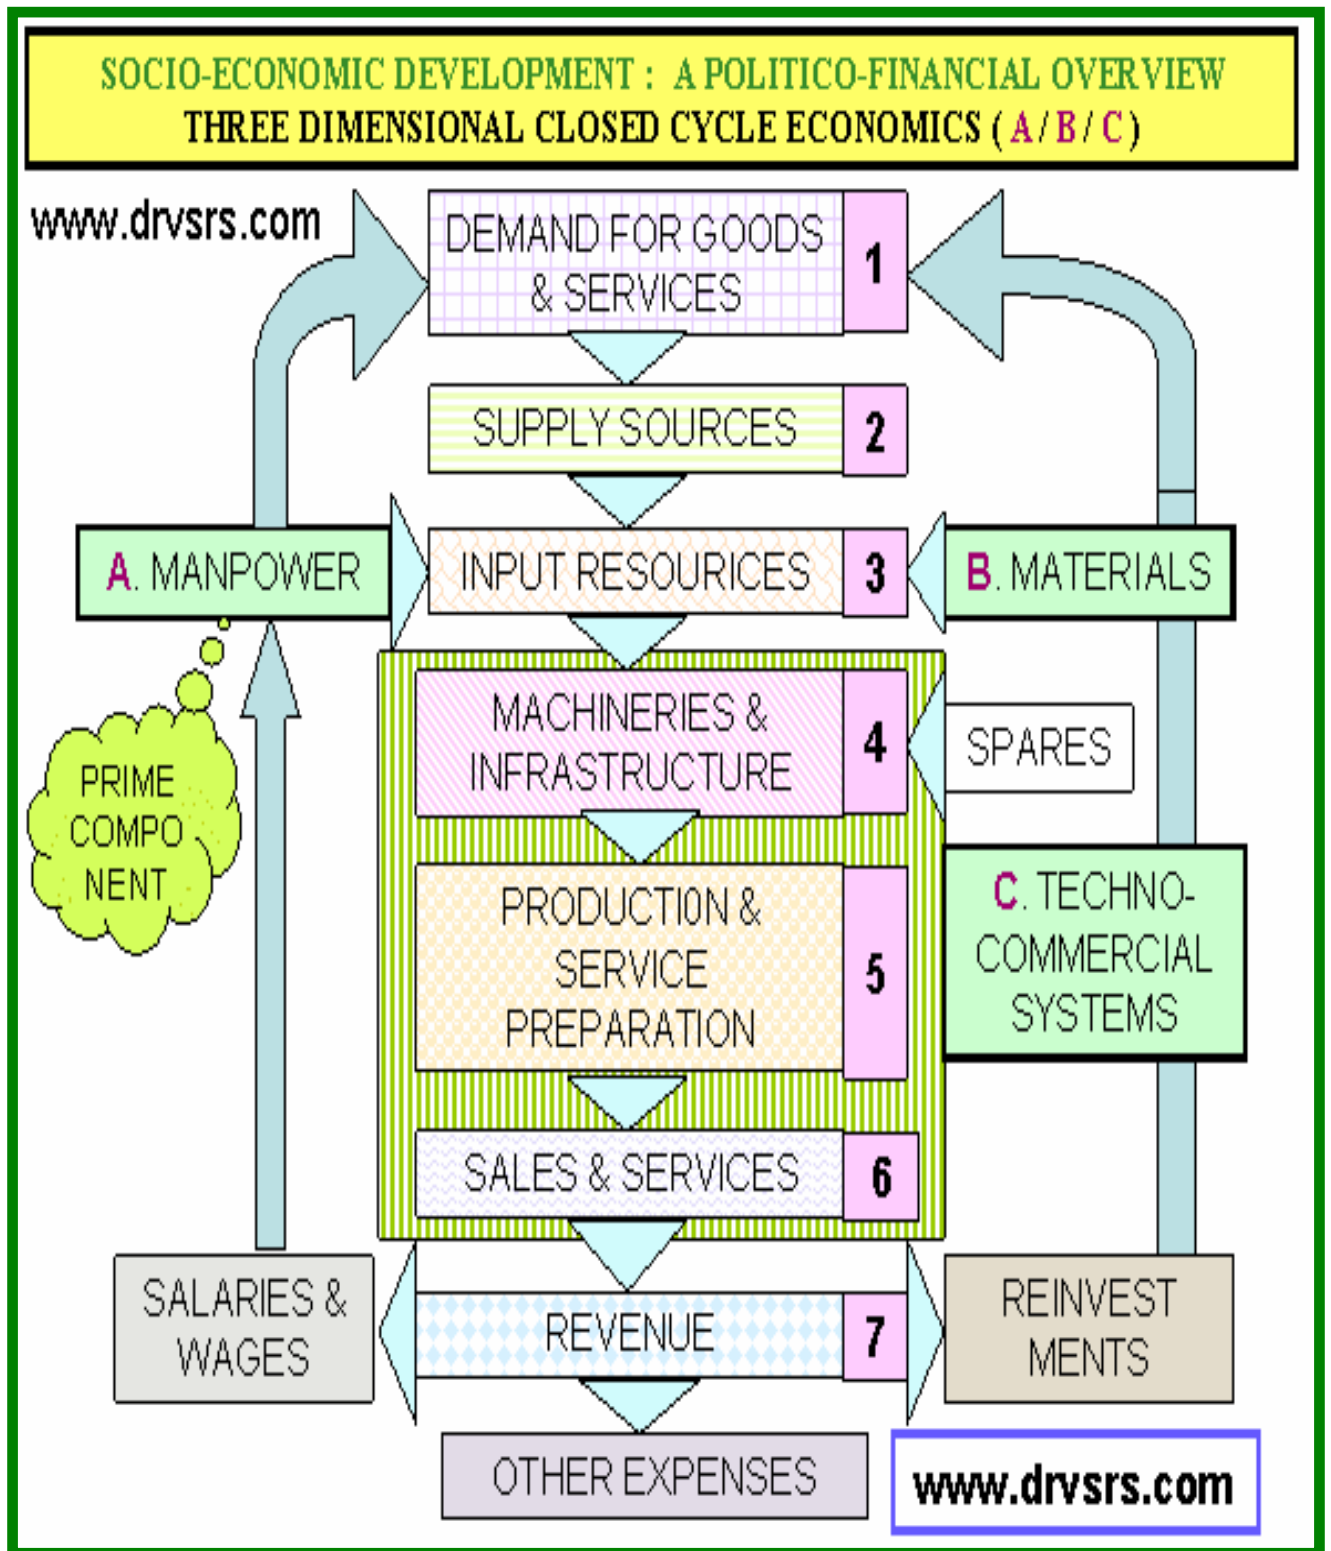 SOCIO-ECONOMIC DEVELOPMENT : A POLITICO-FINANCIAL OVERVIEW
THREE DIMENSIONAL CLOSED CYCLE ECONOMICS ( A / B / C )
www.drvsrs.com
DEMAND FOR GOODS
& SERVICES
1
SUPPLY SOURCES
2
A. MANPOWER
INPUT RESOURICES
3
B. MATERIALS
MACHINERIES &
INFRASTRUCTURE
4
SPARES
PRIME
COMPO
NENT
PRODUCTION &
SERVICE
PREPARATION
5
C. TECHNO-
COMMERCIAL
SYSTEMS
SALES & SERVICES
6
SALARIES &
WAGES
REVENUE
7
REINVEST
MENTS
OTHER EXPENSES
www.drvsrs.com